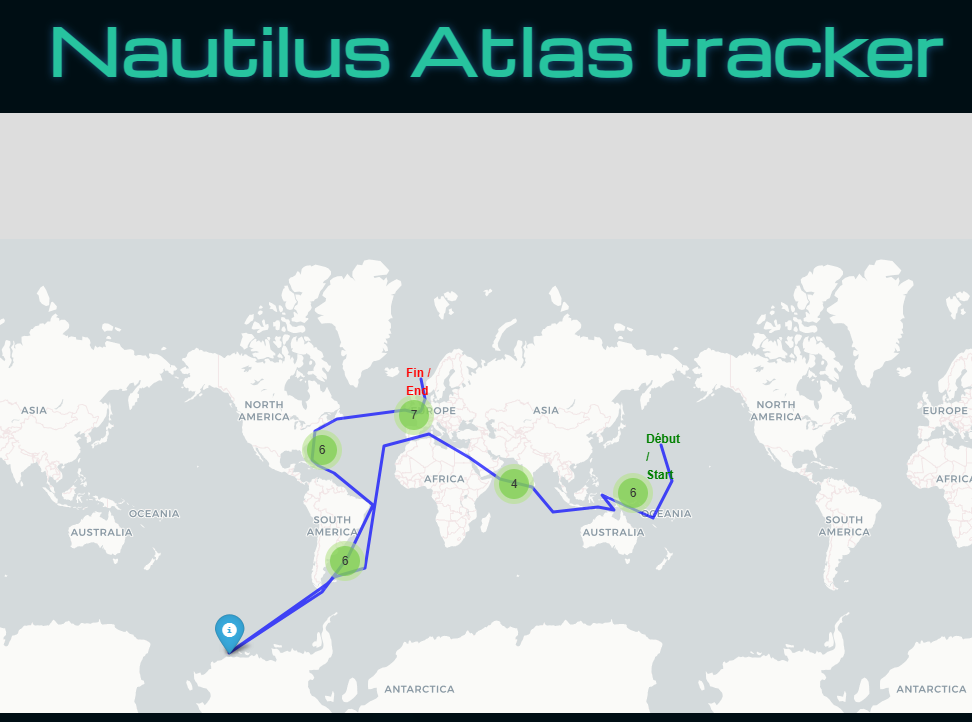 Nautilus Atlas tracker
Fin /
End
7
EUROPE
ASIA
NORTH
AMERICA
ASIA
NORTH
AMERICA
EUROPE
Début
/
Start
6
AFRICA
4
6
AFRICA
OCEANIA
OCEANIA
AUSTRALIA
SOUTH
AMERICA
AUSTRALIA
SOUTH
AMERICA
6
i
ANTARCTICA
ANTARCTICA